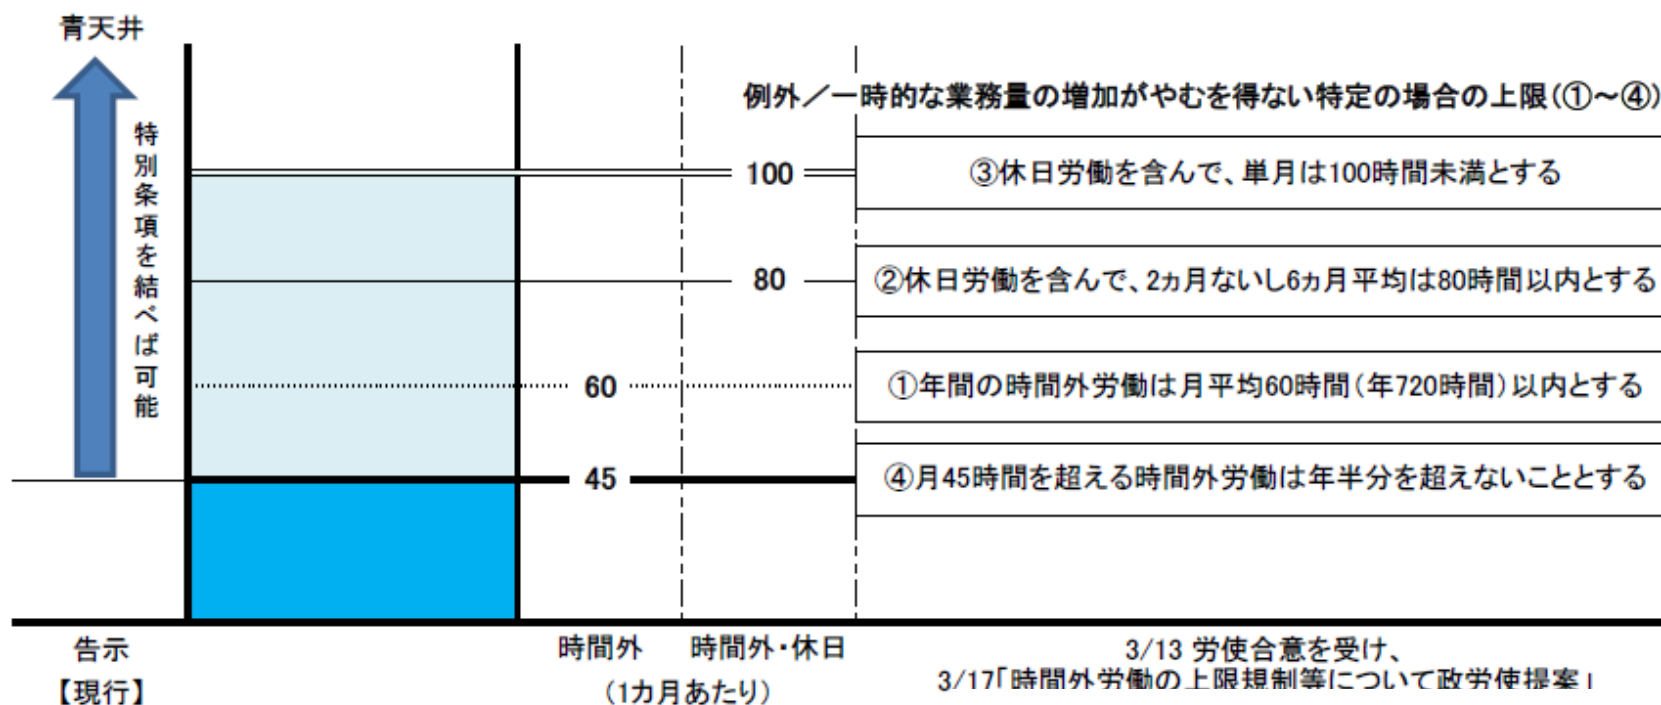 青天井
特別条項を結べば可能
例外／一時的な業務量の増加がやむを得ない特定の場合の上限(①～④)
100
③休日労働を含んで、単月は100時間未満とする
80
②休日労働を含んで、2ヵ月ないし6ヵ月平均は80時間以内とする
60
①年間の時間外労働は月平均60時間(年720時間)以内とする
45
④月45時間を超える時間外労働は年半分を超えないこととする
告示
【現行】
時間外
時間外・休日
(1カ月あたり)
3/13 労使合意を受け、
3/17「時間外労働の上限規制等について政労使提案」